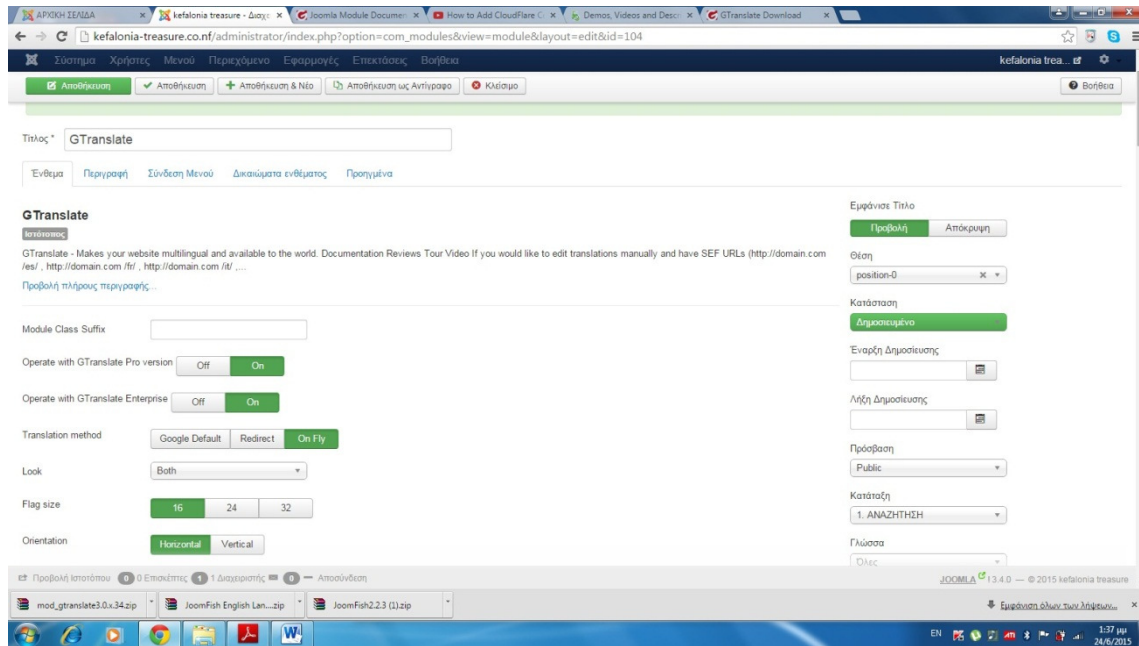 ΑΡΧΙΚΗ ΣΕΛΙΔΑ
kefalonia treasure - Διαχε
Joomla Module Documen
How to Add CloudFlare C
Demos, Videos and Descr
GTranslate Download
kefalonia-treasure.co.nf/administrator/index.php?option=com_modules&view=module&layout=edit&id=104
Σύστημα Χρήστες Μενού Περιεχόμενο Εφαρμογές Επεκτάσεις Βοήθεια kefalonia trea...
Αποθήκευση Αποθήκευση Αποθήκευση & Νέο Αποθήκευση ως Αντίγραφο Κλείσιμο Βοήθεια
Τίτλος * GTranslate
Ένθεμα Περιγραφή Σύνδεση Μενού Δικαιώματα ενθέματος Προηγμένα
GTranslate
Ιστότοπος
GTranslate - Makes your website multilingual and available to the world. Documentation Reviews Tour Video If you would like to edit translations manually and have SEF URLs (http://domain.com
/es/ , http://domain.com /fr/ , http://domain.com /it/ ,...
Προβολή πλήρους περιγραφής...
Module Class Suffix
Operate with GTranslate Pro version Off On
Operate with GTranslate Enterprise Off On
Translation method Google Default Redirect On Fly
Look Both
Flag size 16 24 32
Orientation Horizontal Vertical
Εμφάνισε Τίτλο
Προβολή Απόκρυψη
Θέση
position-0
Κατάσταση
Δημοσιευμένο
Έναρξη Δημοσίευσης
Λήξη Δημοσίευσης
Πρόσβαση
Public
Κατάταξη
1. ΑΝΑΖΗΤΗΣΗ
Γλώσσα
Όλες
Προβολή Ιστοτόπου 0 0 Επισκέπτες 1 1 Διαχειριστής 0 Αποσύνδεση
JOOMLA 3.4.0 — © 2015 kefalonia treasure
mod_gtranslate3.0.x.34.zip JoomFish English Lan....zip JoomFish2.2.3 (1).zip Εμφάνιση όλων των λήψεων...
EN 1:37 μμ
24/6/2015